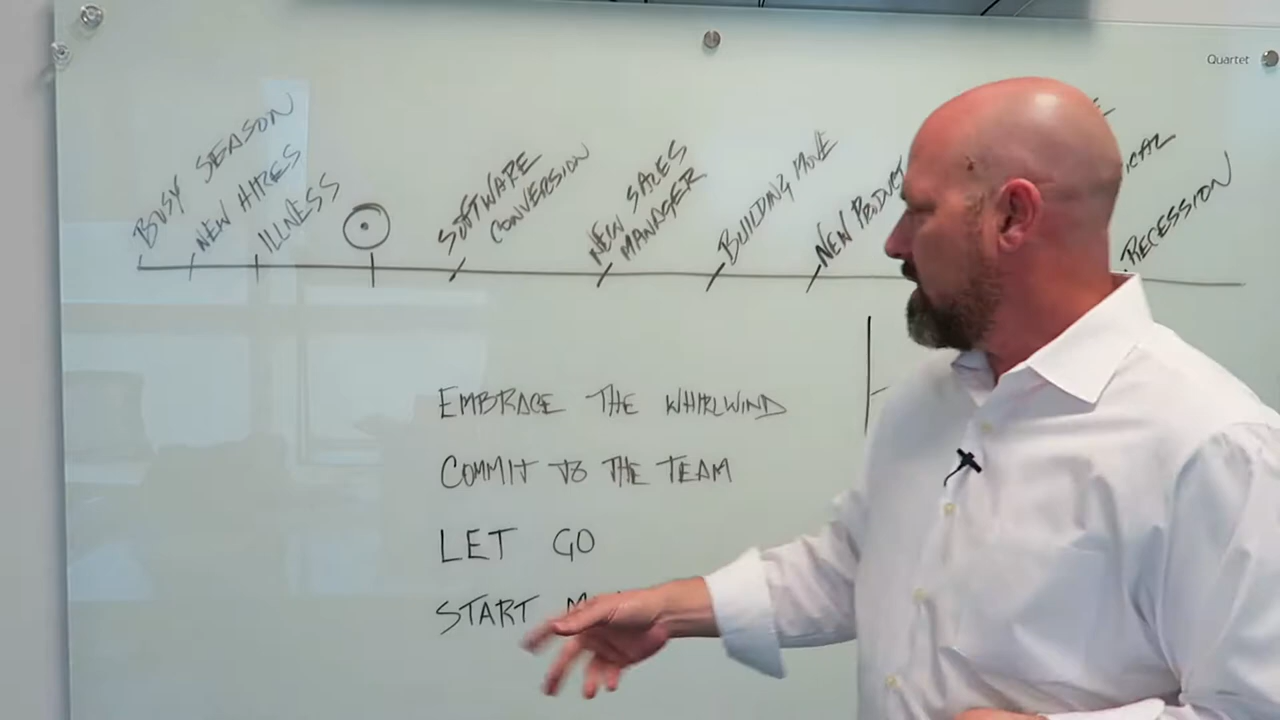 Quartet
BUSY SEASON
NEW HIRES
ILLNESS
SOFTWARE
CONVERSION
NEW SALES
MANAGER
BUILDING MOVE
NEW PRODUCT
RECESSION
EMBRACE THE WHIRLWIND
COMMIT TO THE TEAM
LET GO
START